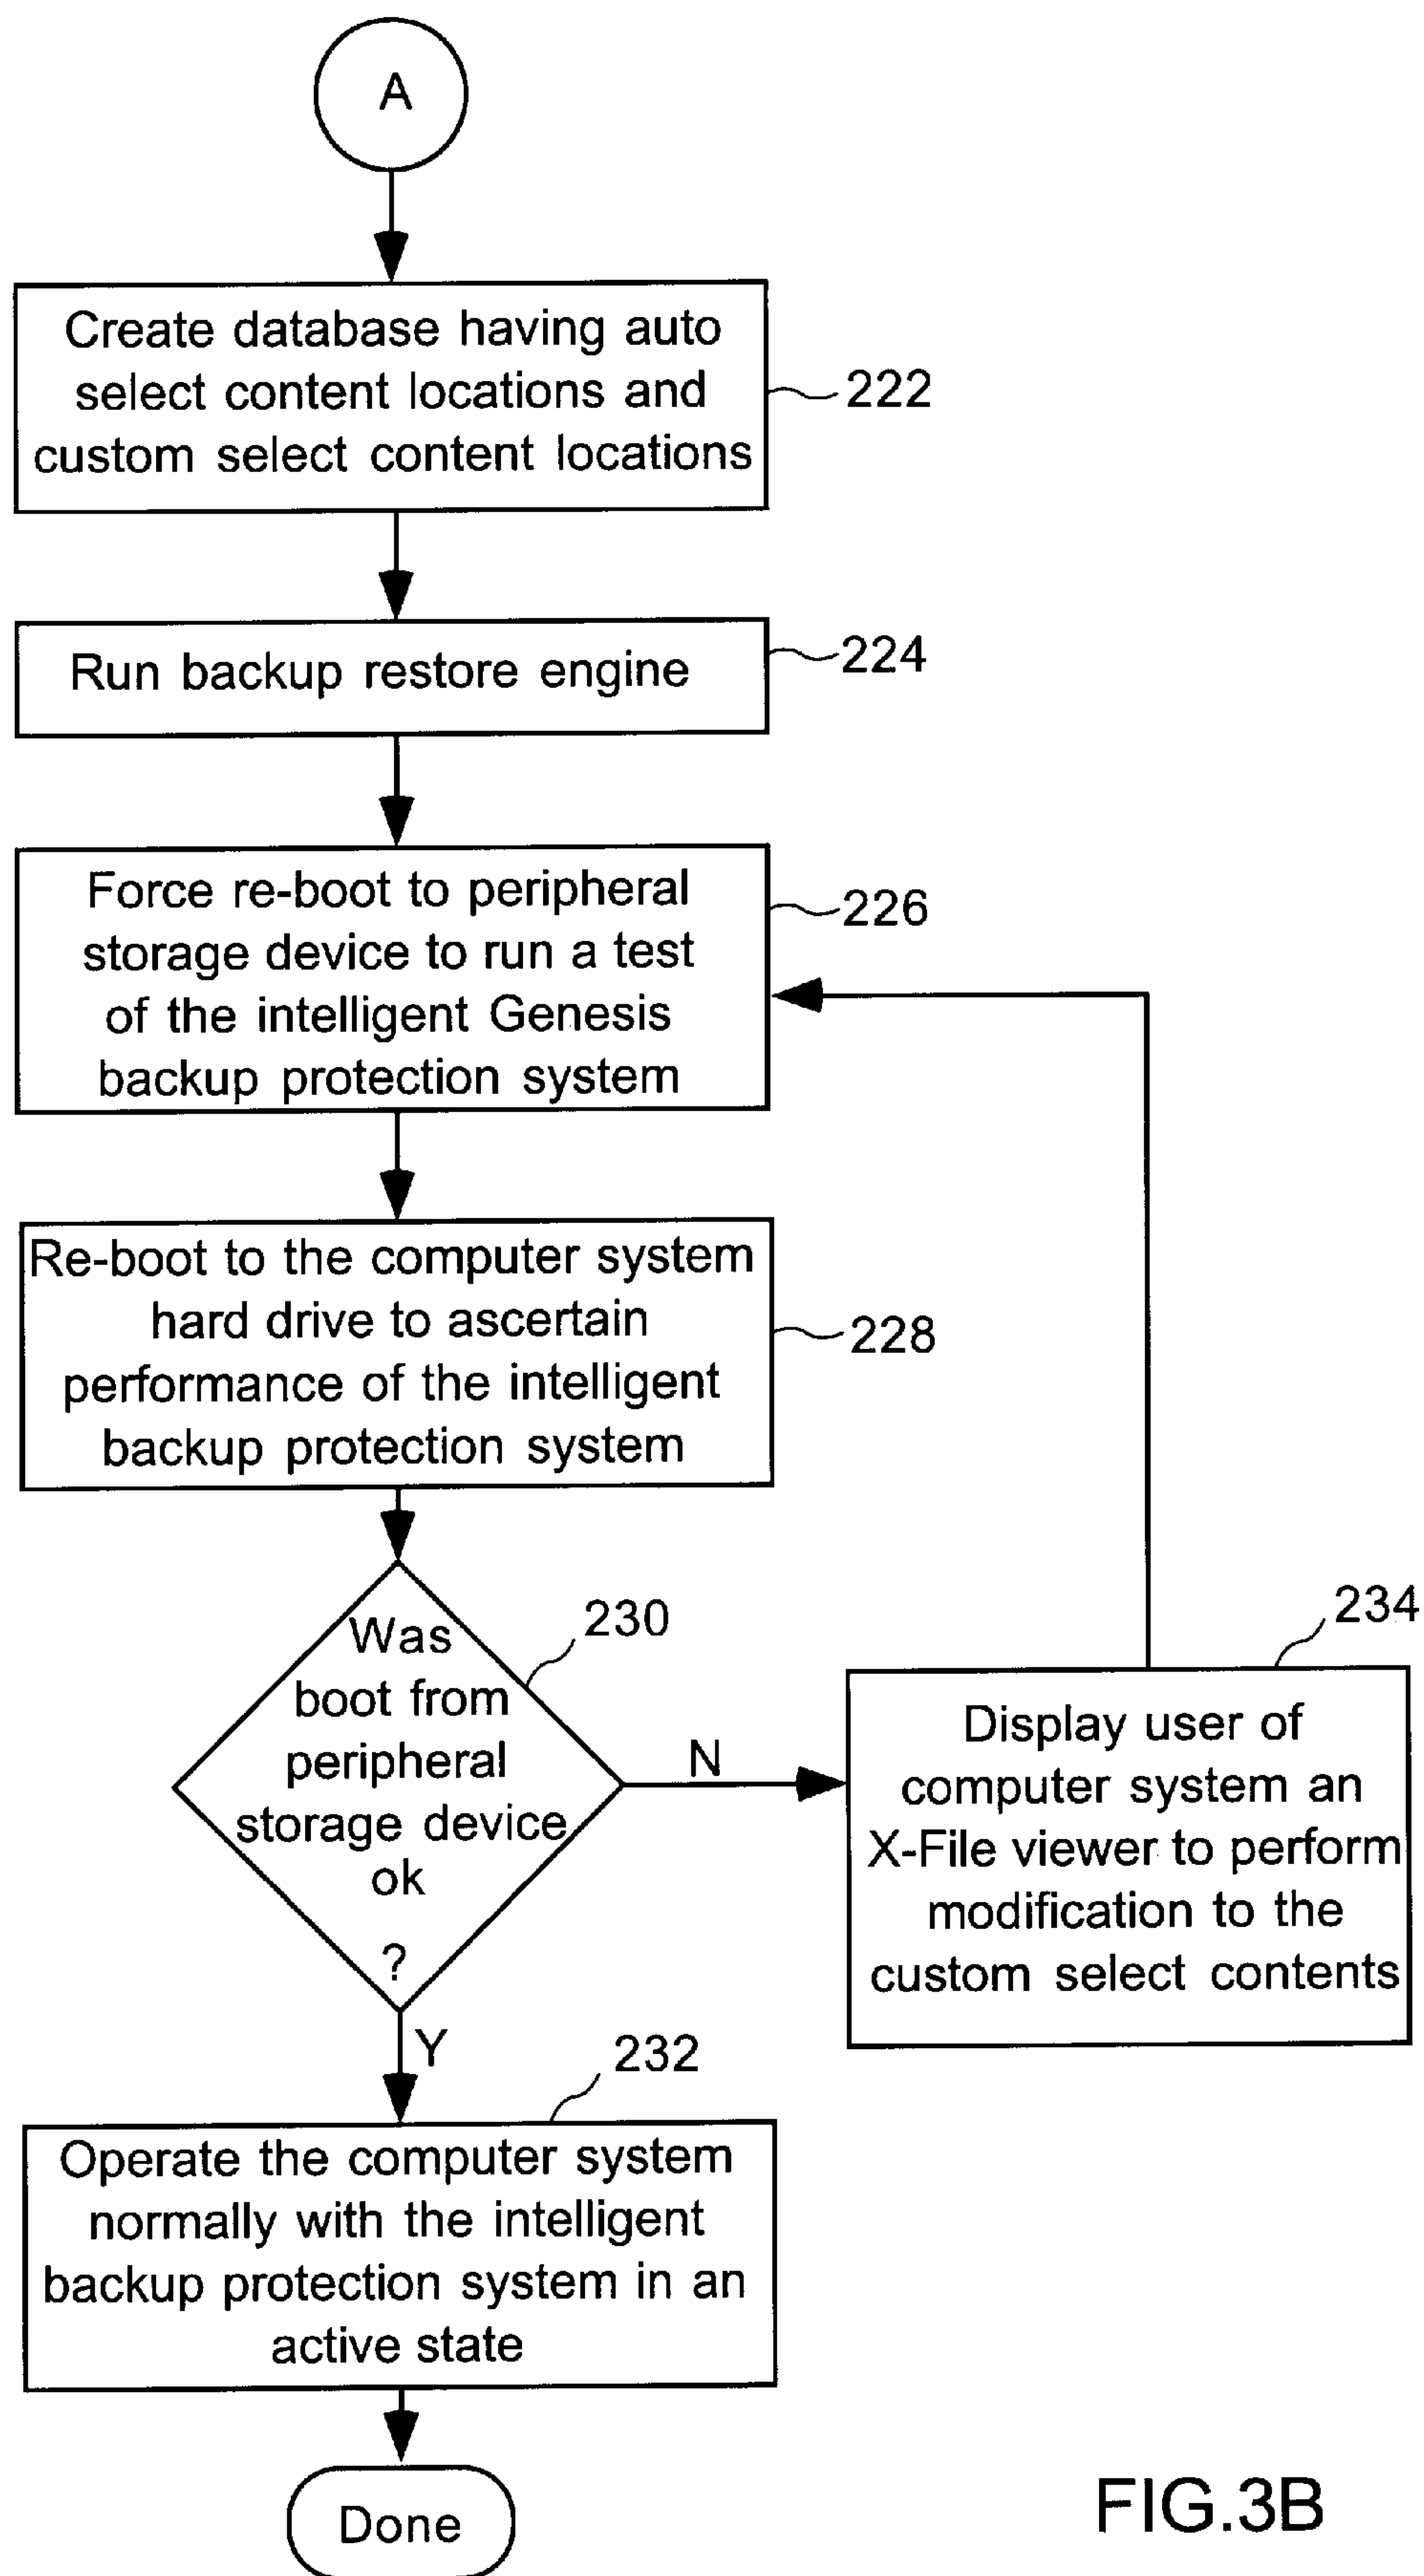 A
Create database having auto
select content locations and
custom select content locations
222
Run backup restore engine
224
Force re-boot to peripheral
storage device to run a test
of the intelligent Genesis
backup protection system
226
Re-boot to the computer system
hard drive to ascertain
performance of the intelligent
backup protection system
228
Was
boot from
peripheral
storage device
ok
?
230
N
234
Display user of
computer system an
X-File viewer to perform
modification to the
custom select contents
Y
232
Operate the computer system
normally with the intelligent
backup protection system in an
active state
Done
FIG.3B